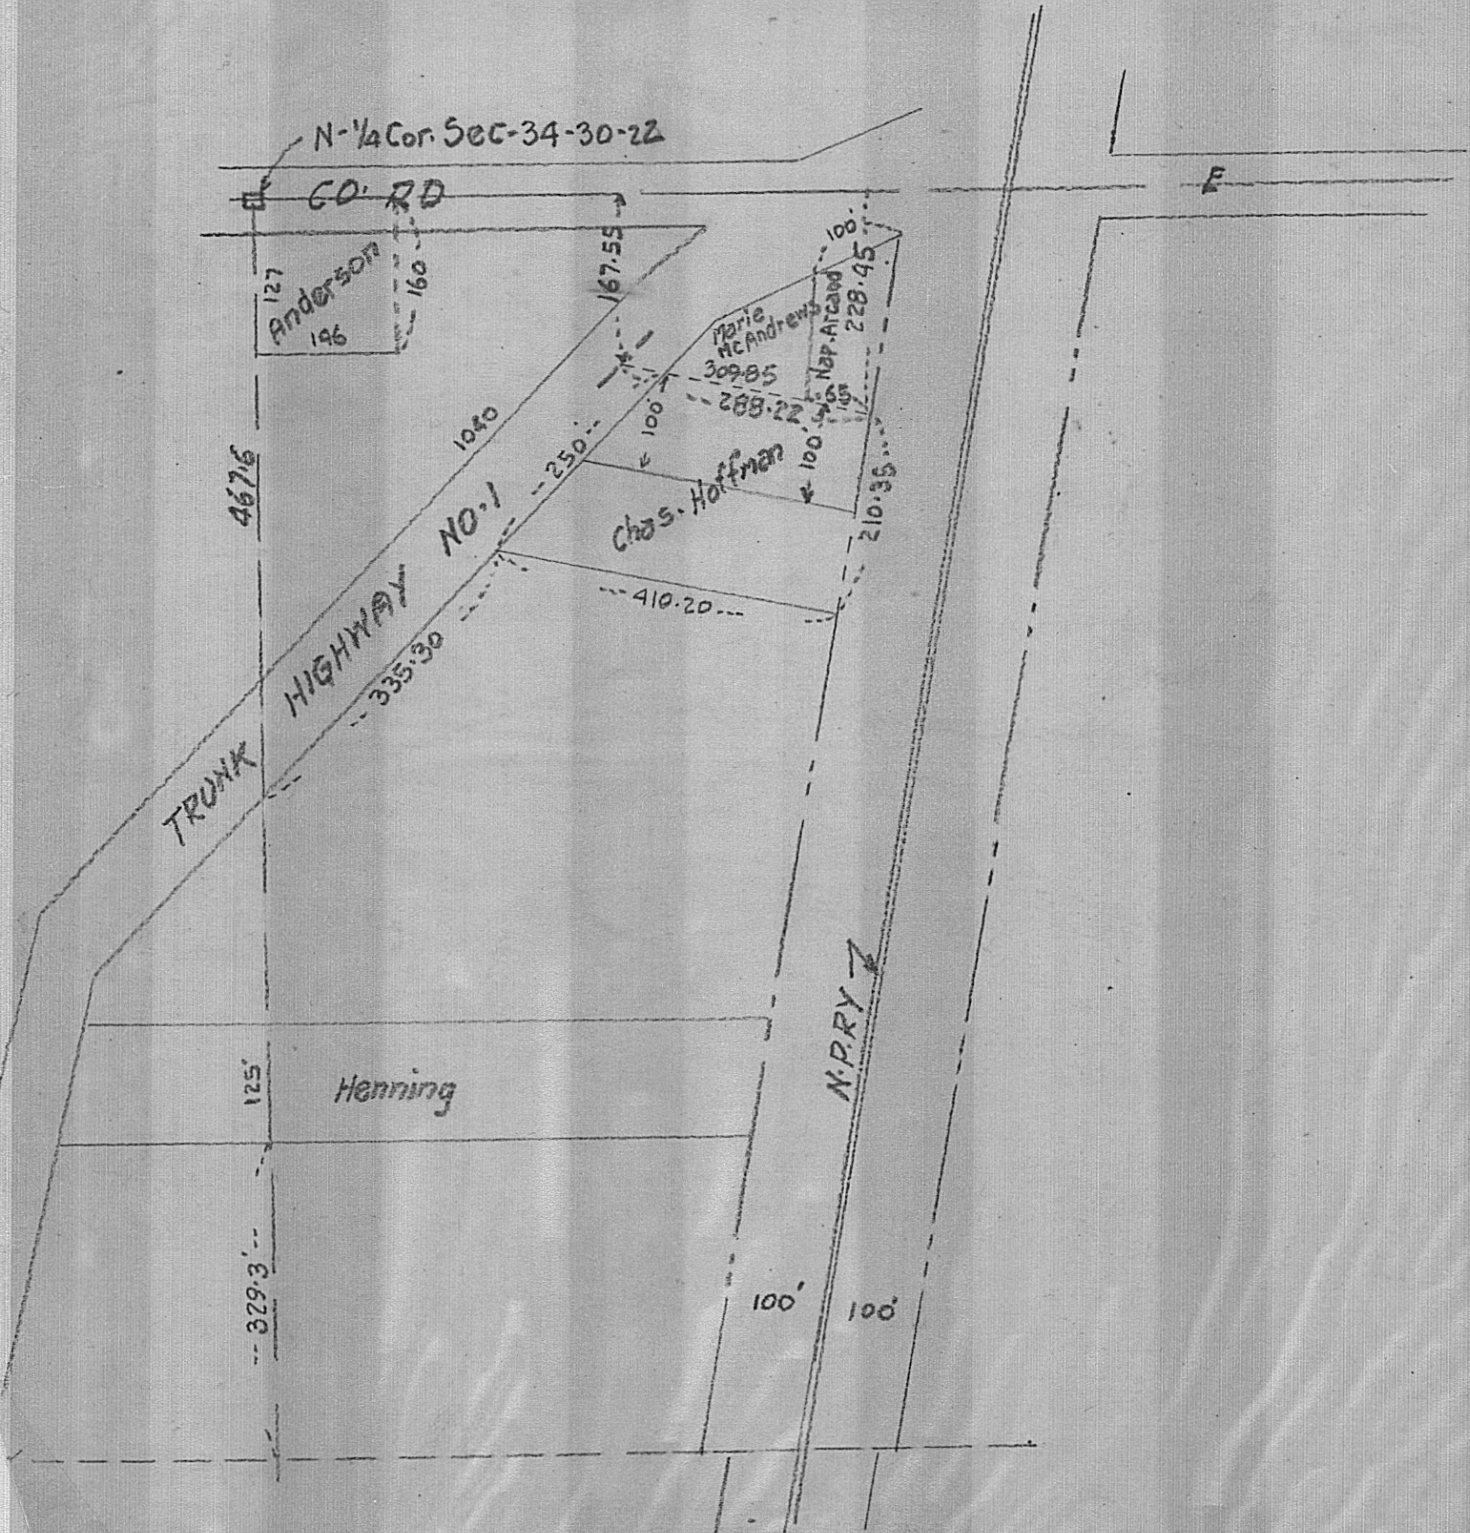 N-1/4 Cor. Sec-34-30-22
CO. RD
E
127
Anderson
146
160
167.55
100'
Marie
McAndrews
Nap. Arcand
228.45
309.85
288.22
65
100'
100'
250
1040
467.6
Chas. Hoffman
210.35
410.20
335.30
TRUNK HIGHWAY NO. 1
N.P.RY
125'
Henning
329.3'
100'
100'